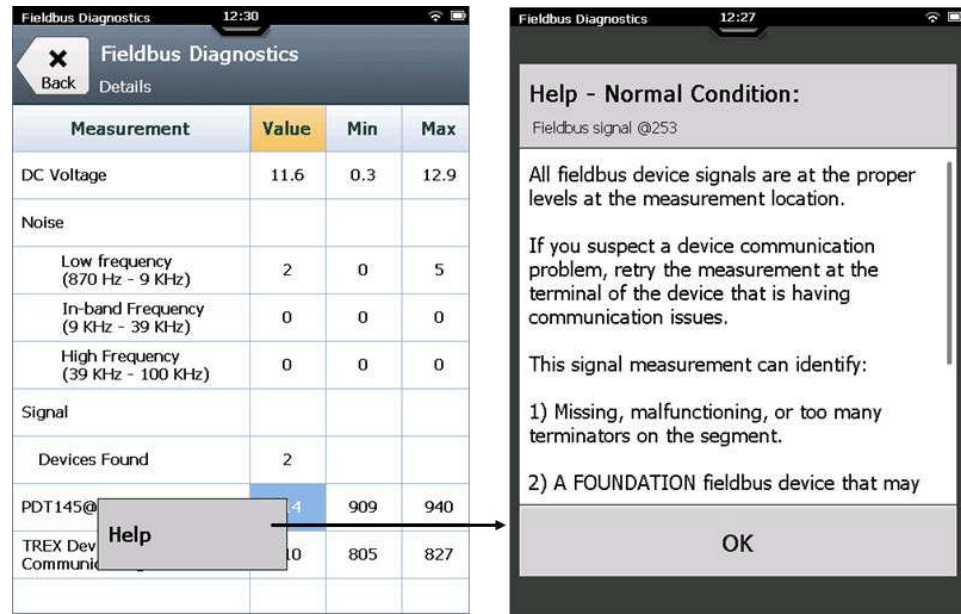 Fieldbus Diagnostics 12:30
Fieldbus Diagnostics
Back
Details
Measurement Value Min Max
DC Voltage 11.6 0.3 12.9
Noise
Low frequency
(870 Hz - 9 KHz) 2 0 5
In-band Frequency
(9 KHz - 39 KHz) 0 0 0
High Frequency
(39 KHz - 100 KHz) 0 0 0
Signal
Devices Found 2
PDT145@ 4 909 940
TREX Dev 10 805 827
Communic
Help
Fieldbus Diagnostics 12:27
Help - Normal Condition:
Fieldbus signal @253
All fieldbus device signals are at the proper
levels at the measurement location.
If you suspect a device communication
problem, retry the measurement at the
terminal of the device that is having
communication issues.
This signal measurement can identify:
1) Missing, malfunctioning, or too many
terminators on the segment.
2) A FOUNDATION fieldbus device that may
OK